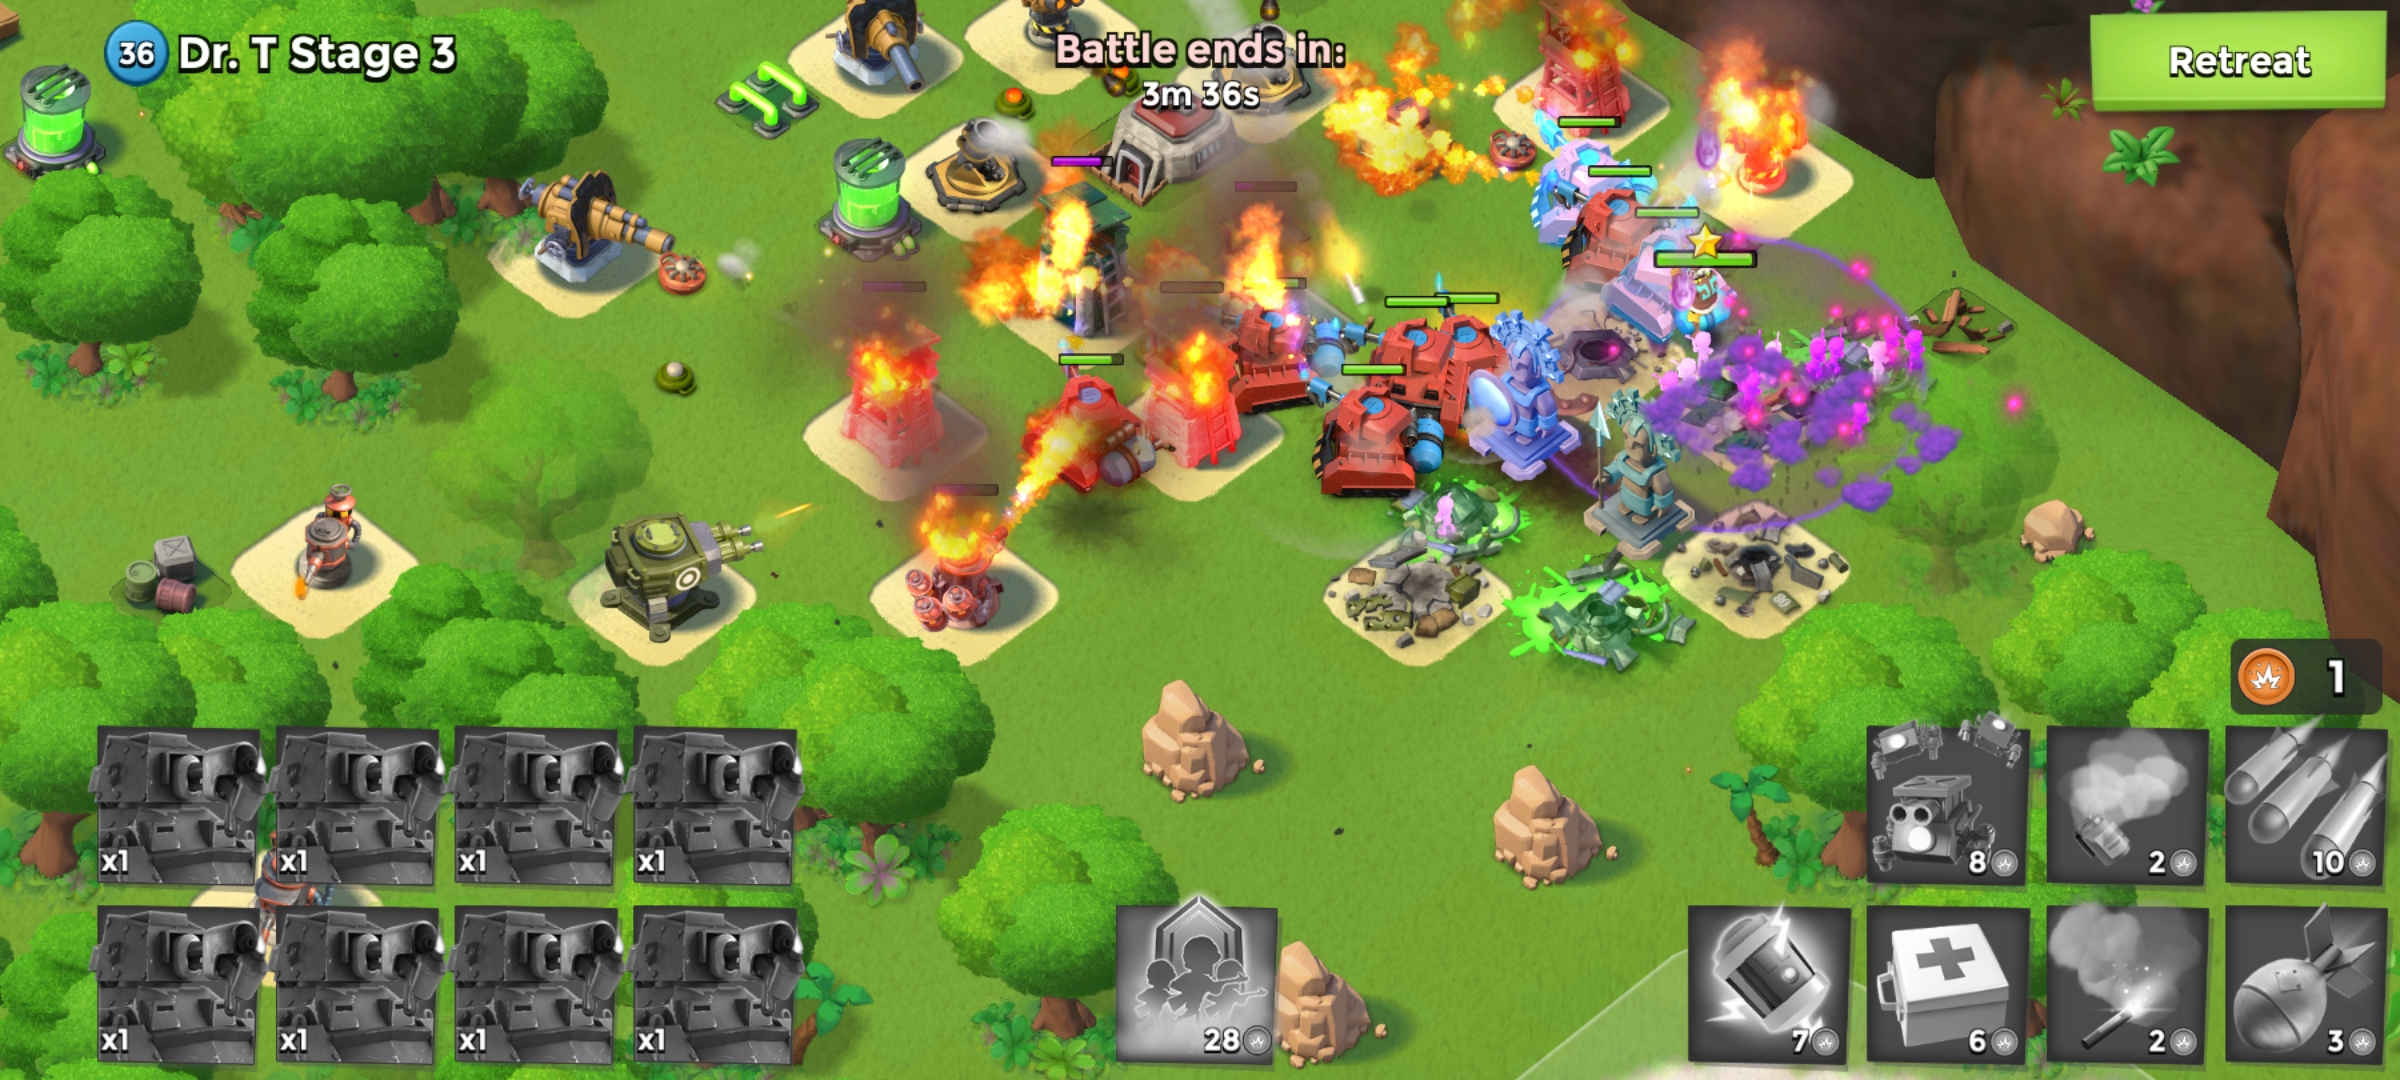 36 Dr. T Stage 3
Battle ends in:
3m 36s
Retreat
1
x1 x1 x1 x1
8 2 10
x1 x1 x1 x1
28 7 6 2 3